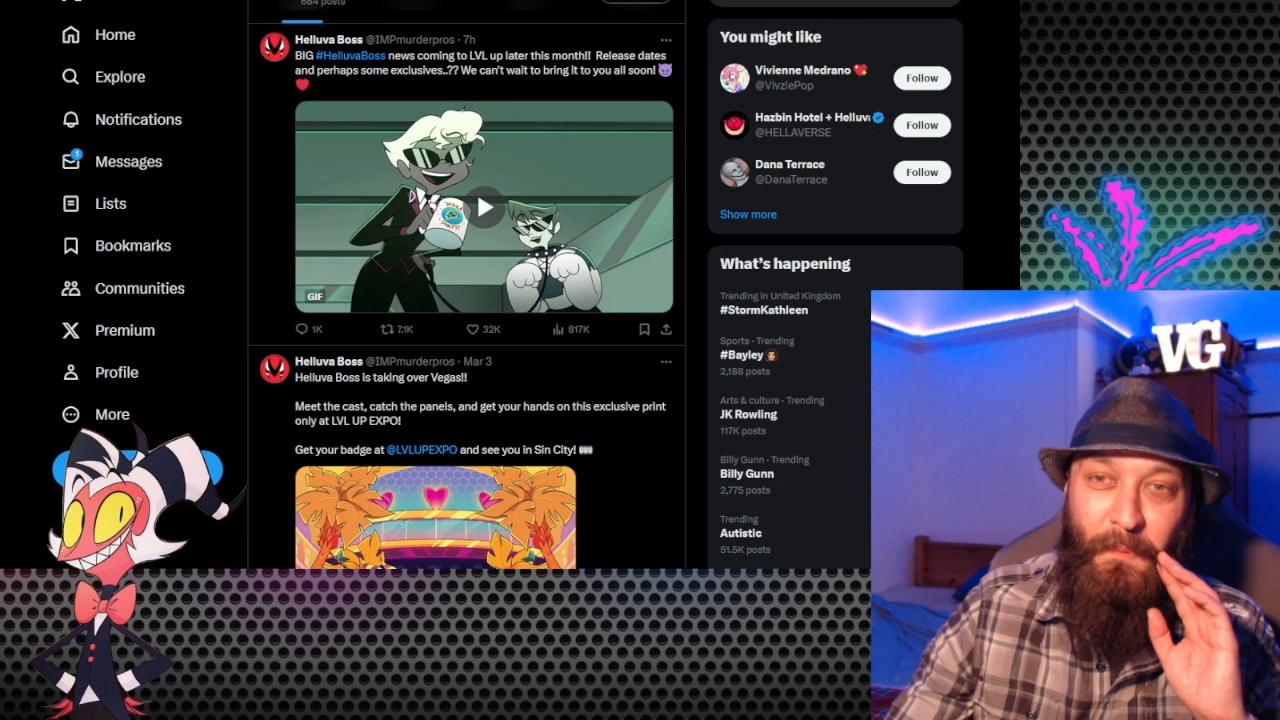 684 posts
Home
Explore
Notifications
1
Messages
Lists
Bookmarks
Communities
Premium
Profile
More
Helluva Boss @IMPmurderpros · 7h
BIG #HelluvaBoss news coming to LVL up later this month!! Release dates
and perhaps some exclusives..?? We can't wait to bring it to you all soon!
GIF
1K 7.1K 32K 817K
Helluva Boss @IMPmurderpros · Mar 3
Helluva Boss is taking over Vegas!!
Meet the cast, catch the panels, and get your hands on this exclusive print
only at LVL UP EXPO!
Get your badge at @LVLUPEXPO and see you in Sin City!
You might like
Vivienne Medrano
@VivziePop
Follow
Hazbin Hotel + Helluv
@HELLAVERSE
Follow
Dana Terrace
@DanaTerrace
Follow
Show more
What's happening
Trending in United Kingdom
#StormKathleen
Sports · Trending
#Bayley
2,188 posts
Arts & culture · Trending
JK Rowling
117K posts
Billy Gunn · Trending
Billy Gunn
2,775 posts
Trending
Autistic
51.5K posts
VG